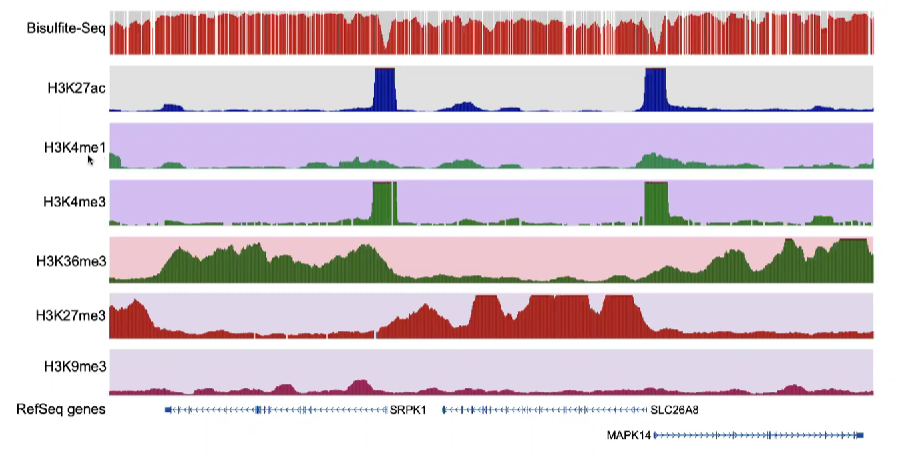 Bisulfite-Seq
H3K27ac
H3K4me1
H3K4me3
H3K36me3
H3K27me3
H3K9me3
RefSeq genes SRPK1 SLC26A8
MAPK14